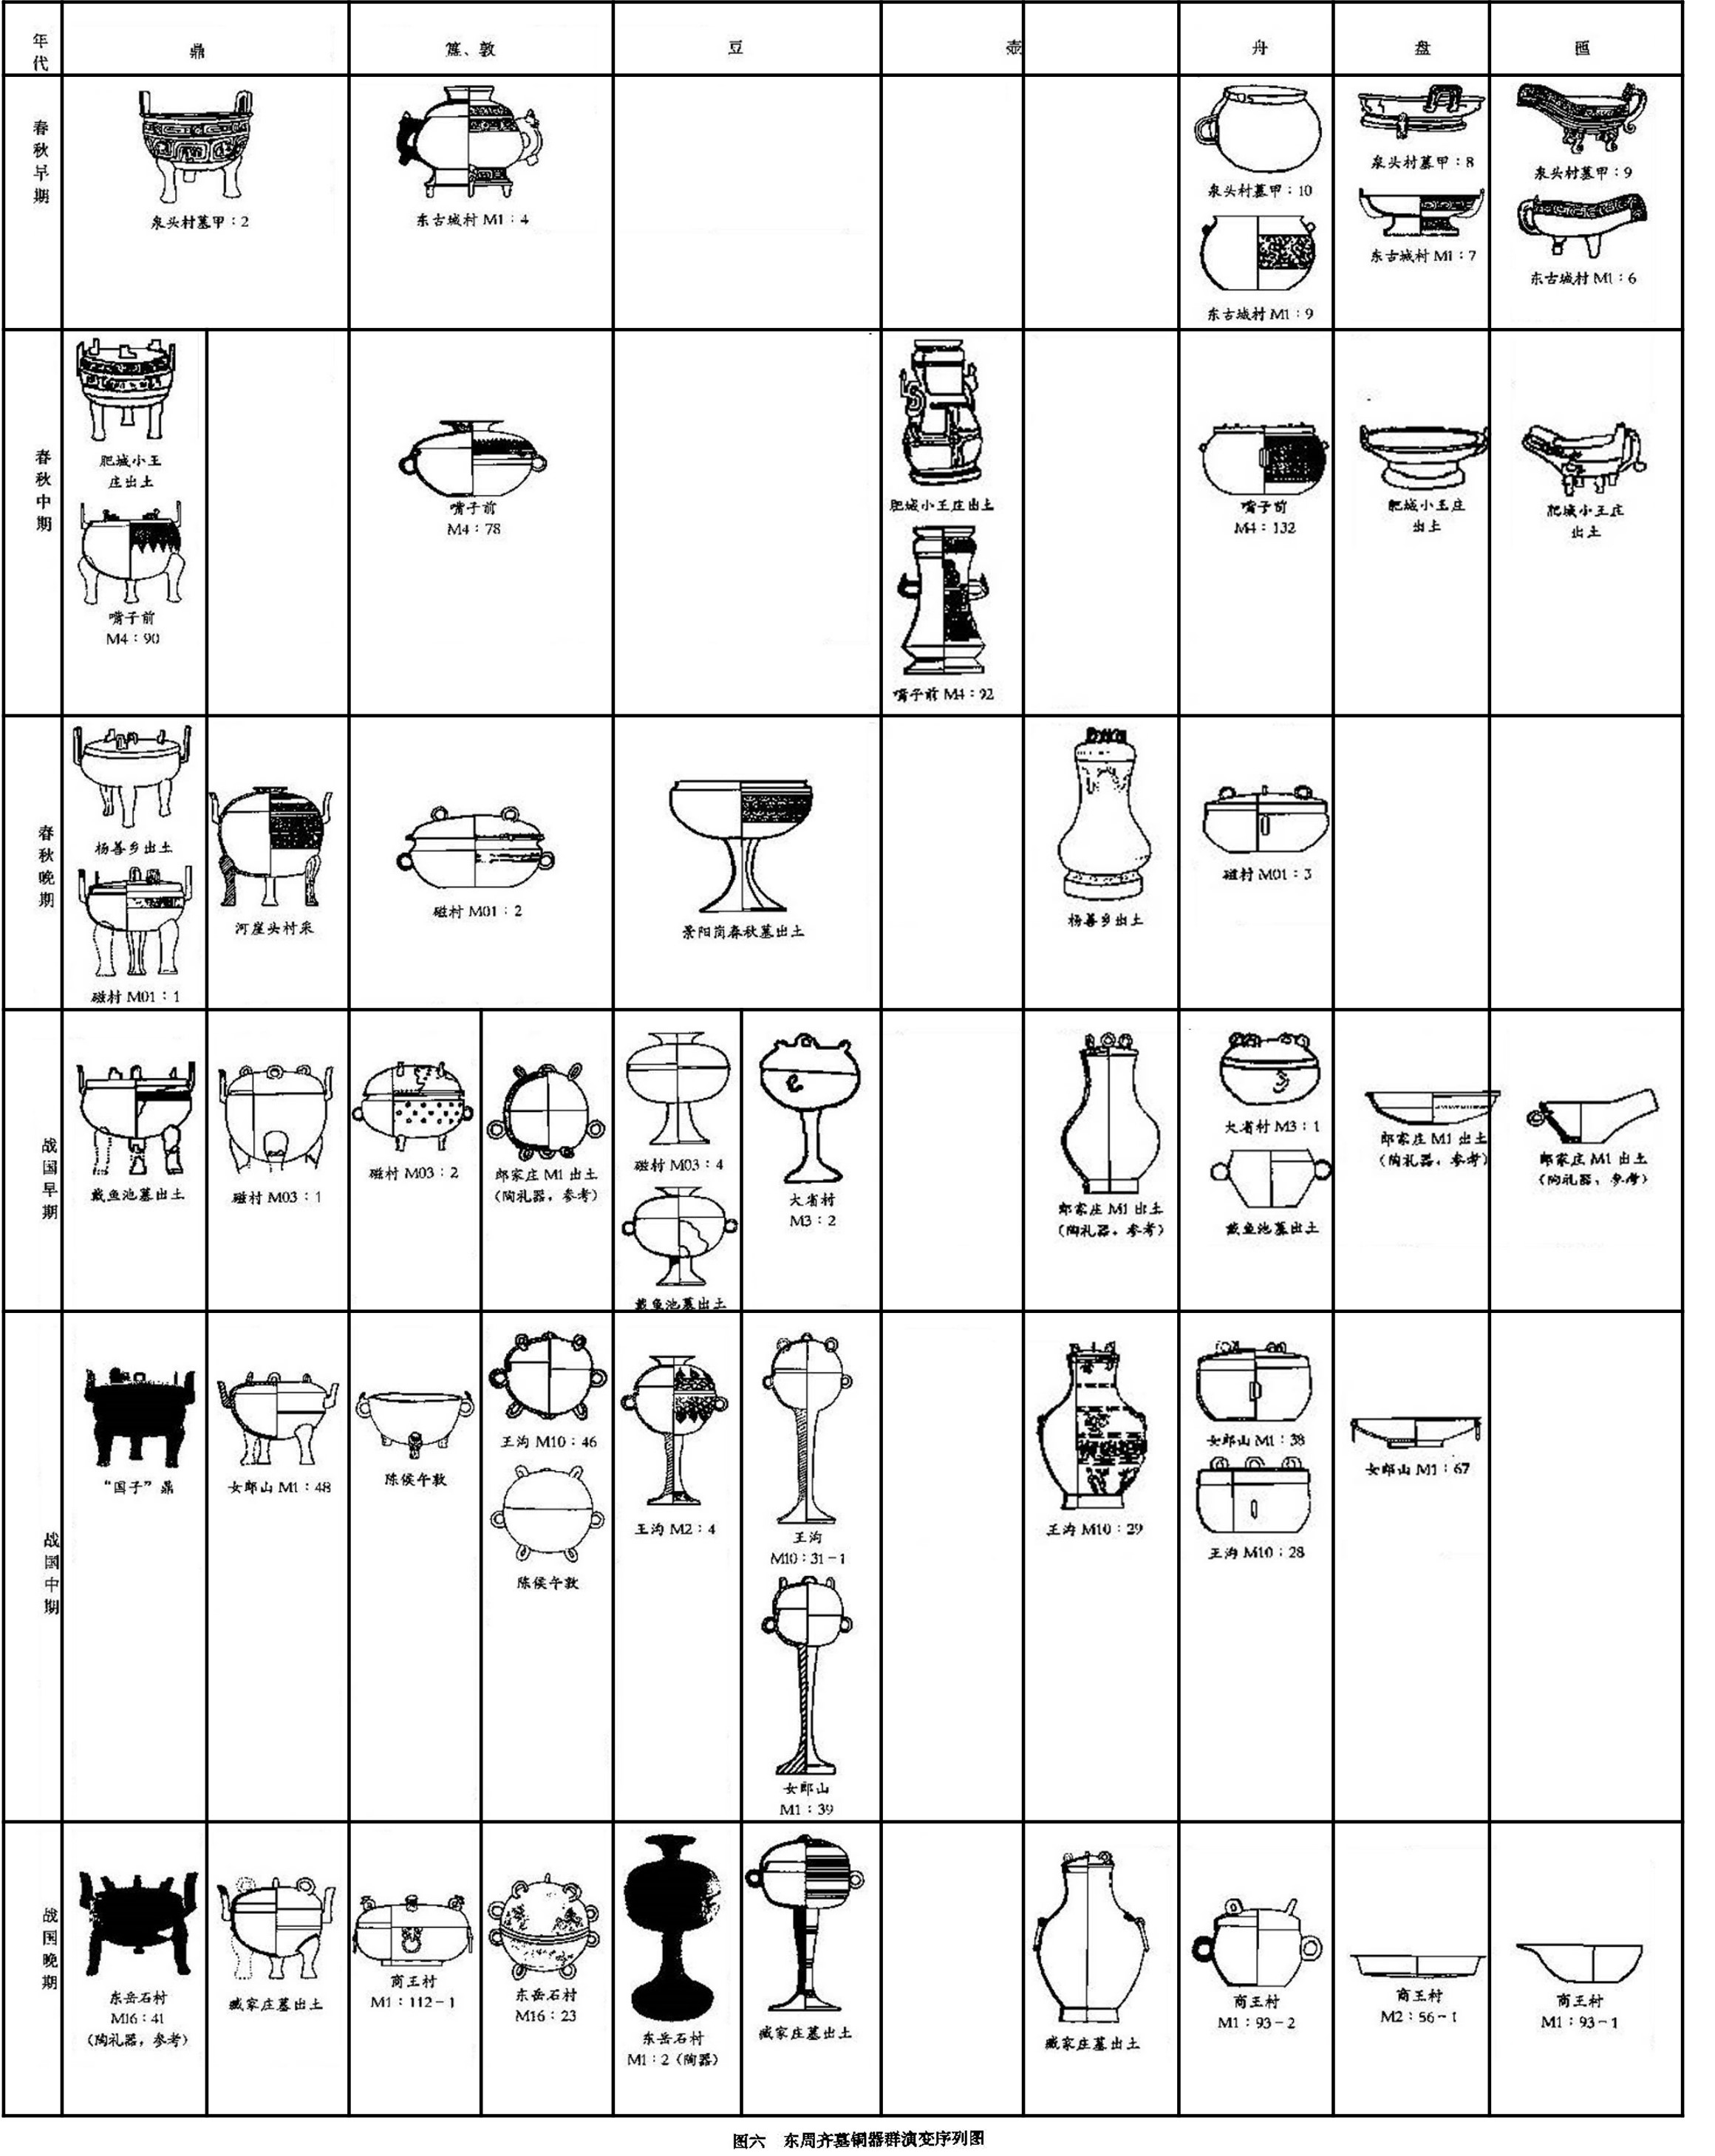 年代
鼎
簋、敦
豆
壶
舟
盘
匜
春秋早期
泉头村墓甲：2
东古城村 M1：4
泉头村墓甲：10
东古城村 M1：9
泉头村墓甲：8
东古城村 M1：7
泉头村墓甲：9
东古城村 M1：6
春秋中期
肥城小王
庄出土
嘴子前
M4：90
嘴子前
M4：78
肥城小王庄出土
嘴子前 M4：92
嘴子前
M4：132
肥城小王庄
出土
肥城小王庄
出土
春秋晚期
杨善乡出土
磁村 M01：1
河崖头村采
磁村 M01：2
景阳岗春秋墓出土
杨善乡出土
磁村 M01：3
战国早期
戴鱼池墓出土
磁村 M03：1
磁村 M03：2
郎家庄 M1 出土
（陶礼器，参考）
磁村 M03：4
戴鱼池墓出土
大省村
M3：2
郎家庄 M1 出土
（陶礼器，参考）
大省村 M3：1
戴鱼池墓出土
郎家庄 M1 出土
（陶礼器，参考）
郎家庄 M1 出土
（陶礼器，参考）
战国中期
“国子”鼎
女郎山 M1：48
陈侯午敦
王沟 M10：46
陈侯午敦
王沟 M2：4
王沟
M10：31-1
女郎山
M1：39
王沟 M10：29
女郎山 M1：38
王沟 M10：28
女郎山 M1：67
战国晚期
东岳石村
M16：41
（陶礼器，参考）
臧家庄墓出土
商王村
M1：112-1
东岳石村
M16：23
东岳石村
M1：2（陶器）
臧家庄墓出土
臧家庄墓出土
商王村
M1：93-2
商王村
M2：56-1
商王村
M1：93-1
图六　东周齐墓铜器群演变序列图